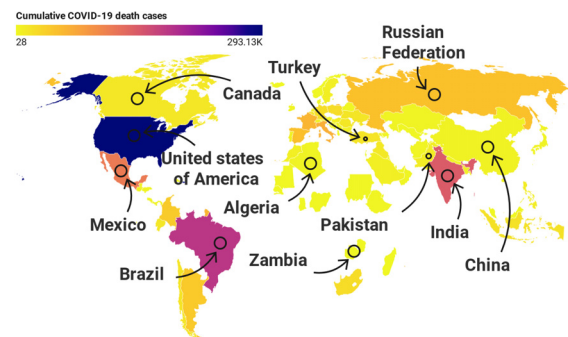 Cumulative COVID-19 death cases
28
293.13K
Russian
Federation
Turkey
Canada
United states
of America
Algeria
Mexico
Pakistan
India
Zambia
China
Brazil